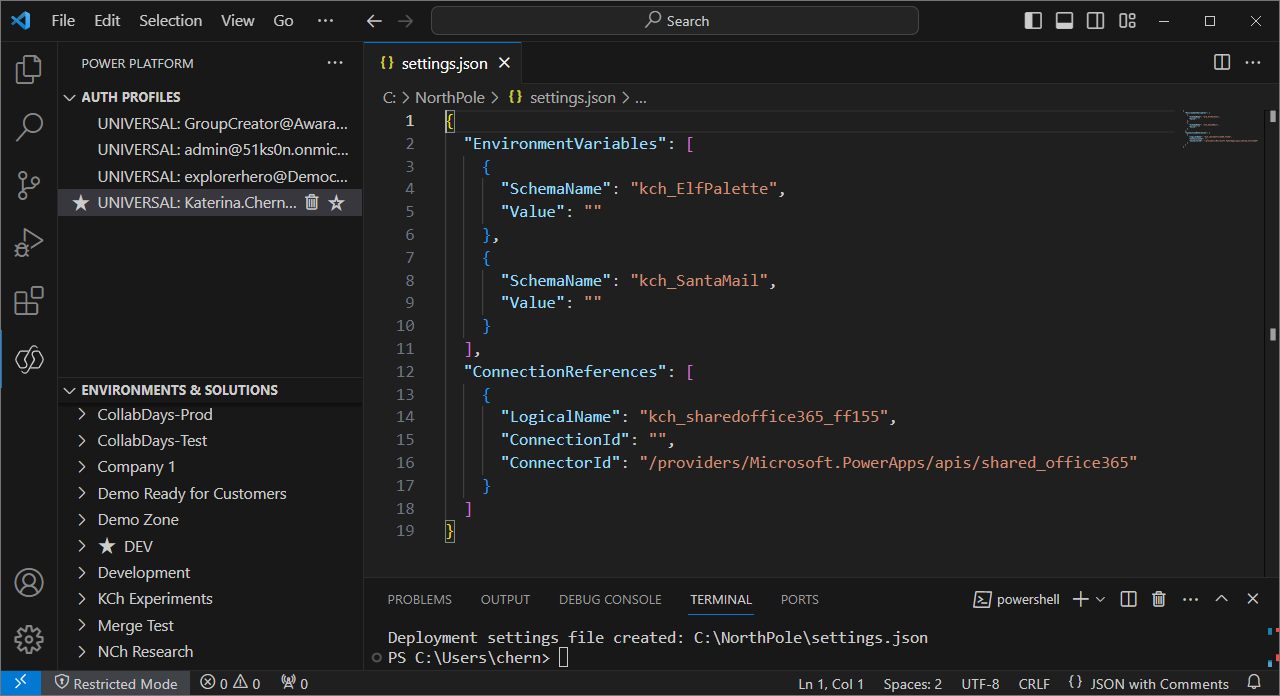 File Edit Selection View Go ··· Search
POWER PLATFORM ···
AUTH PROFILES
UNIVERSAL: GroupCreator@Awara...
UNIVERSAL: admin@51ks0n.onmic...
UNIVERSAL: explorerhero@Democ...
UNIVERSAL: Katerina.Chern...
ENVIRONMENTS & SOLUTIONS
CollabDays-Prod
CollabDays-Test
Company 1
Demo Ready for Customers
Demo Zone
DEV
Development
KCh Experiments
Merge Test
NCh Research
{} settings.json
C: > NorthPole > {} settings.json > ...
1 {
2 "EnvironmentVariables": [
3 {
4 "SchemaName": "kch_ElfPalette",
5 "Value": ""
6 },
7 {
8 "SchemaName": "kch_SantaMail",
9 "Value": ""
10 }
11 ],
12 "ConnectionReferences": [
13 {
14 "LogicalName": "kch_sharedoffice365_ff155",
15 "ConnectionId": "",
16 "ConnectorId": "/providers/Microsoft.PowerApps/apis/shared_office365"
17 }
18 ]
19 }
PROBLEMS OUTPUT DEBUG CONSOLE TERMINAL PORTS powershell
Deployment settings file created: C:\NorthPole\settings.json
PS C:\Users\chern>
Restricted Mode 0 0 0 Ln 1, Col 1 Spaces: 2 UTF-8 CRLF {} JSON with Comments